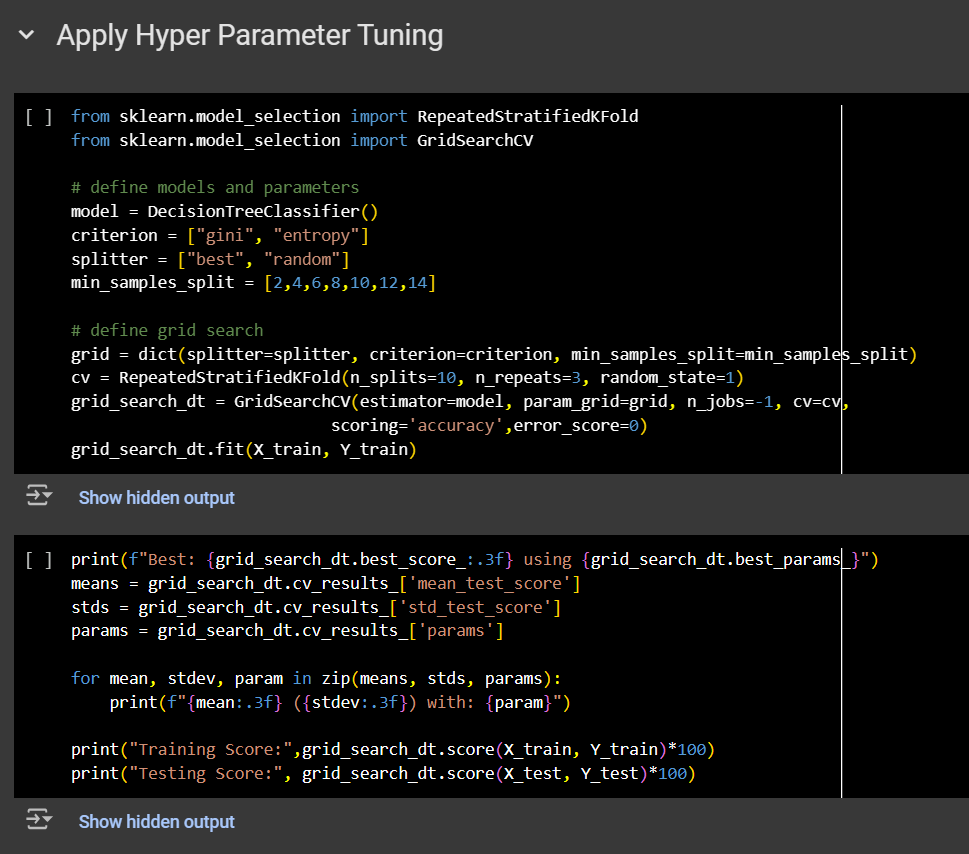 Apply Hyper Parameter Tuning
[ ] from sklearn.model_selection import RepeatedStratifiedKFold
from sklearn.model_selection import GridSearchCV
# define models and parameters
model = DecisionTreeClassifier()
criterion = ["gini", "entropy"]
splitter = ["best", "random"]
min_samples_split = [2,4,6,8,10,12,14]
# define grid search
grid = dict(splitter=splitter, criterion=criterion, min_samples_split=min_samples_split)
cv = RepeatedStratifiedKFold(n_splits=10, n_repeats=3, random_state=1)
grid_search_dt = GridSearchCV(estimator=model, param_grid=grid, n_jobs=-1, cv=cv,
scoring='accuracy',error_score=0)
grid_search_dt.fit(X_train, Y_train)
Show hidden output
[ ] print(f"Best: {grid_search_dt.best_score_:.3f} using {grid_search_dt.best_params_}")
means = grid_search_dt.cv_results_['mean_test_score']
stds = grid_search_dt.cv_results_['std_test_score']
params = grid_search_dt.cv_results_['params']
for mean, stdev, param in zip(means, stds, params):
print(f"{mean:.3f} ({stdev:.3f}) with: {param}")
print("Training Score:",grid_search_dt.score(X_train, Y_train)*100)
print("Testing Score:", grid_search_dt.score(X_test, Y_test)*100)
Show hidden output